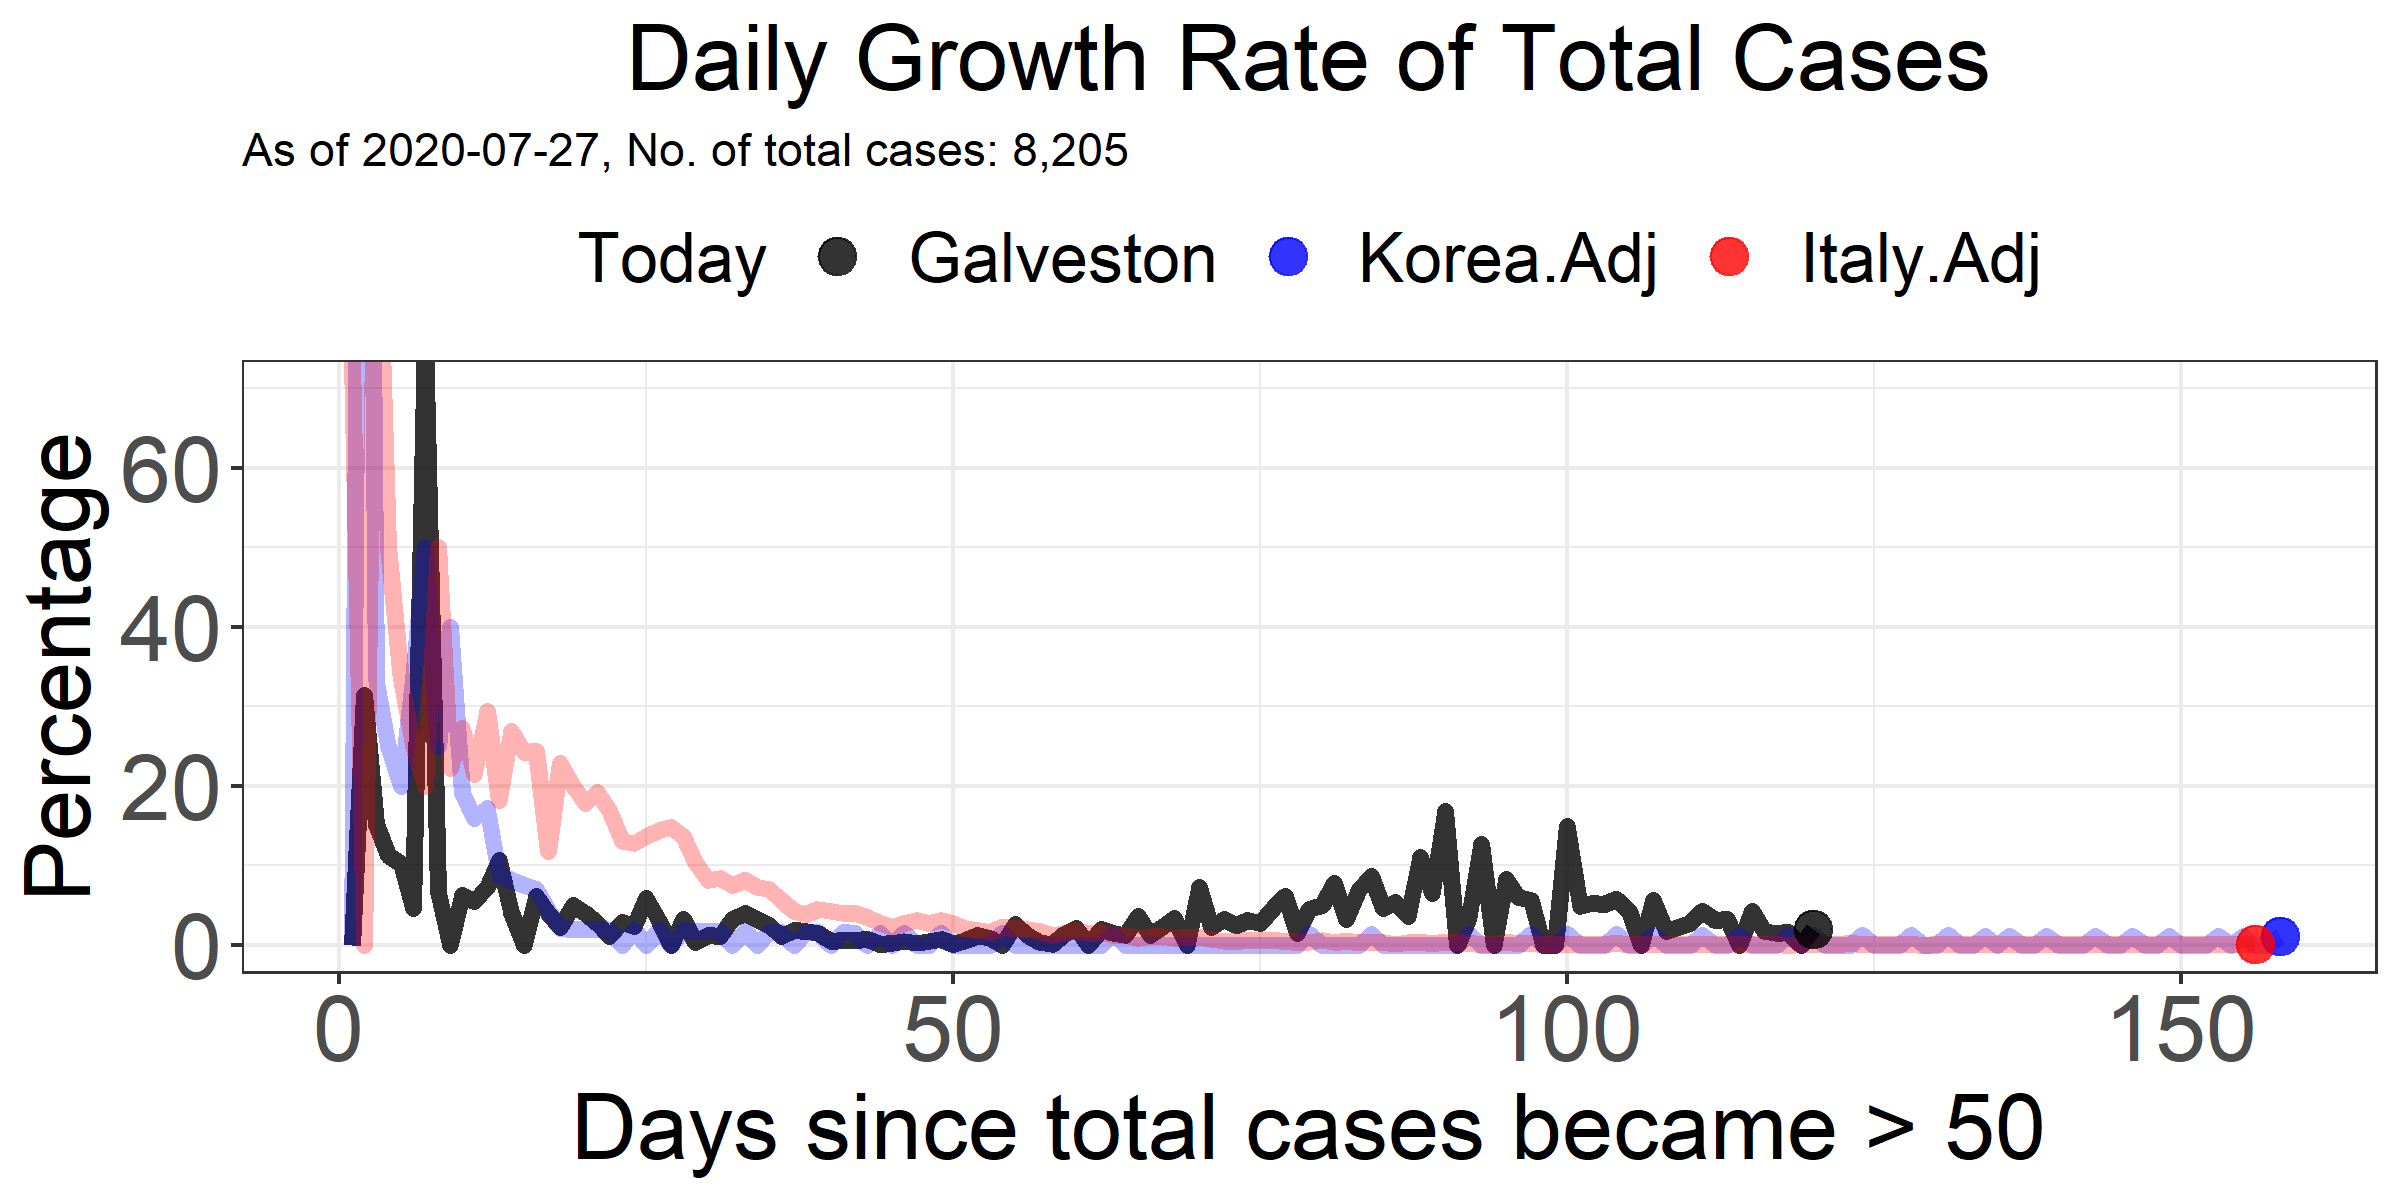 Daily Growth Rate of Total Cases
As of 2020-07-27, No. of total cases: 8,205
Today Galveston Korea.Adj Italy.Adj
Percentage
60
40
20
0
0 50 100 150
Days since total cases became > 50